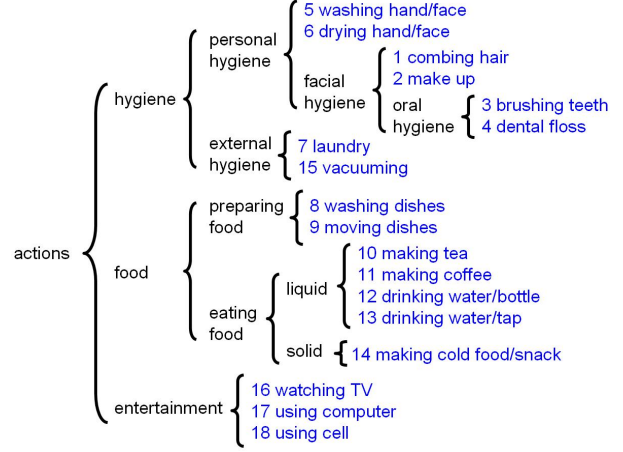 actions
hygiene
personal
hygiene
5 washing hand/face
6 drying hand/face
facial
hygiene
1 combing hair
2 make up
oral
hygiene
3 brushing teeth
4 dental floss
external
hygiene
7 laundry
15 vacuuming
food
preparing
food
8 washing dishes
9 moving dishes
eating
food
liquid
10 making tea
11 making coffee
12 drinking water/bottle
13 drinking water/tap
solid
14 making cold food/snack
entertainment
16 watching TV
17 using computer
18 using cell